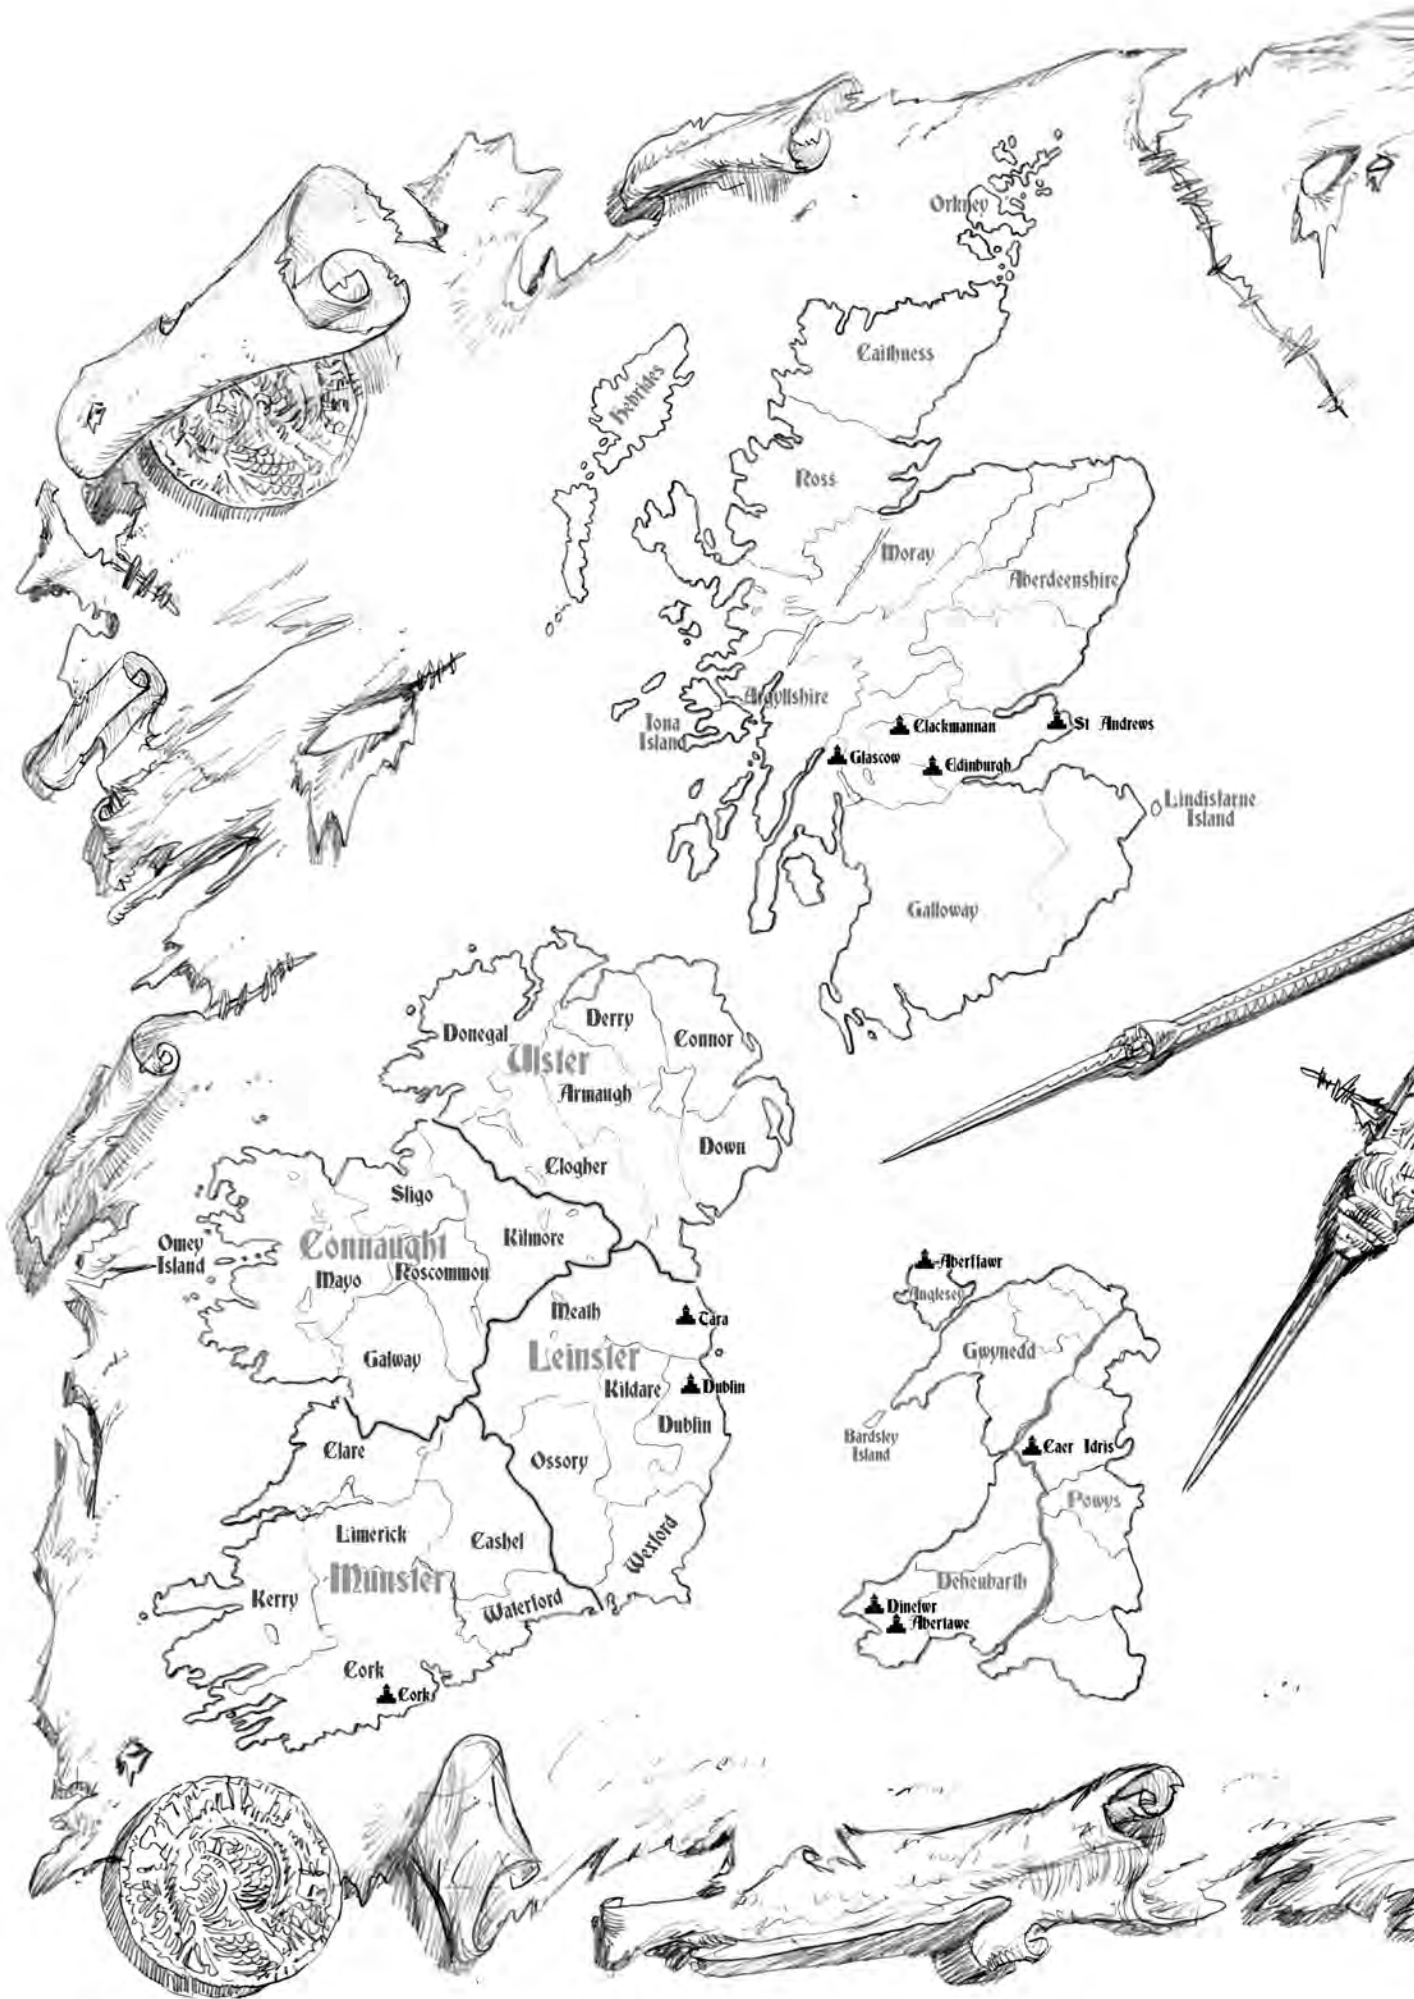 Orkney
Caithness
Hebrides
Ross
Moray
Aberdeenshire
Argyllshire
Iona
Island
Clackmannan
St Andrews
Glascow
Edinburgh
Lindisfarne
Island
Galloway
Donegal
Derry
Connor
Ulster
Armaugh
Down
Clogher
Sligo
Omey
Island
Connaught
Kilmore
Mayo
Roscommon
Galway
Meath
Tara
Leinster
Kildare
Dublin
Dublin
Ossory
Wexford
Clare
Limerick
Cashel
Munster
Kerry
Waterford
Cork
Cork
Aberffawr
Anglesey
Gwynedd
Bardsley
Island
Caer Idris
Powys
Deheubarth
Dinefwr
Abertawe